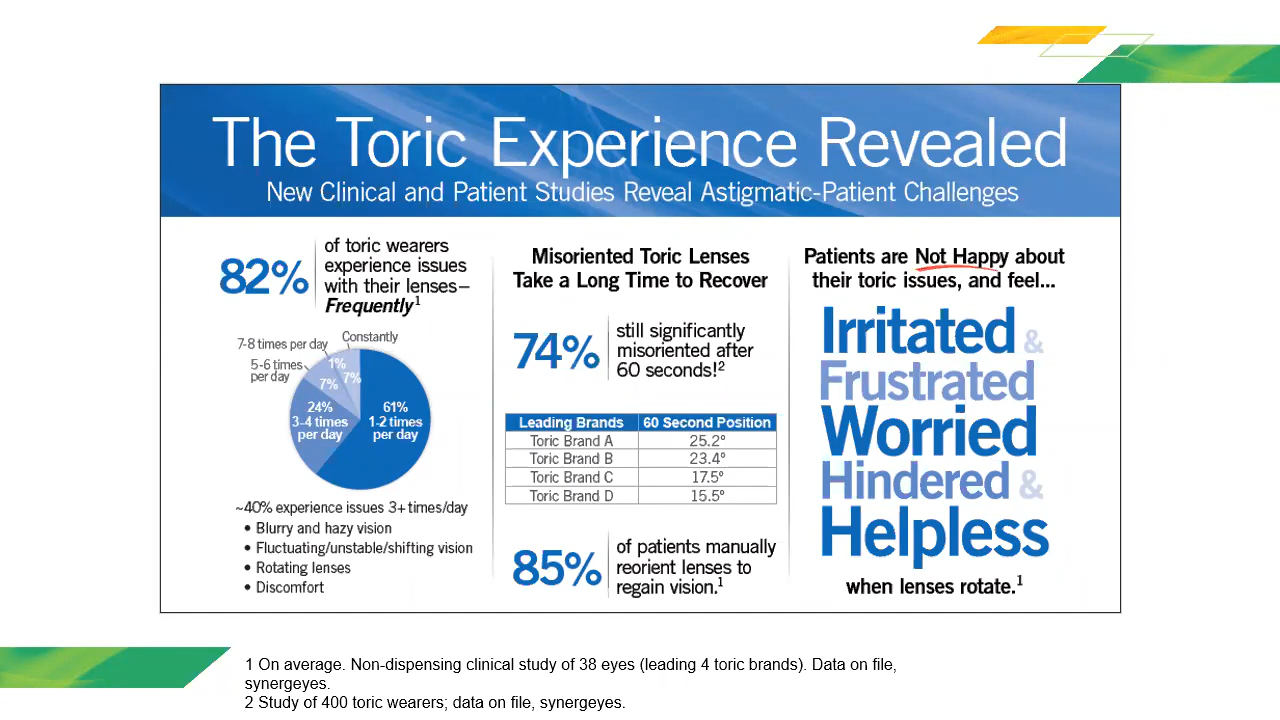 The Toric Experience Revealed
New Clinical and Patient Studies Reveal Astigmatic-Patient Challenges
82%
of toric wearers
experience issues
with their lenses–
Frequently1
Constantly
7-8 times per day
5-6 times
per day
1%
7%
7%
24%
3-4 times
per day
61%
1-2 times
per day
~40% experience issues 3+ times/day
• Blurry and hazy vision
• Fluctuating/unstable/shifting vision
• Rotating lenses
• Discomfort
Misoriented Toric Lenses
Take a Long Time to Recover
74%
still significantly
misoriented after
60 seconds!2
Leading Brands 60 Second Position
Toric Brand A 25.2°
Toric Brand B 23.4°
Toric Brand C 17.5°
Toric Brand D 15.5°
85%
of patients manually
reorient lenses to
regain vision.1
Patients are Not Happy about
their toric issues, and feel...
Irritated &
Frustrated
Worried
Hindered &
Helpless
when lenses rotate.1
1 On average. Non-dispensing clinical study of 38 eyes (leading 4 toric brands). Data on file,
synergeyes.
2 Study of 400 toric wearers; data on file, synergeyes.